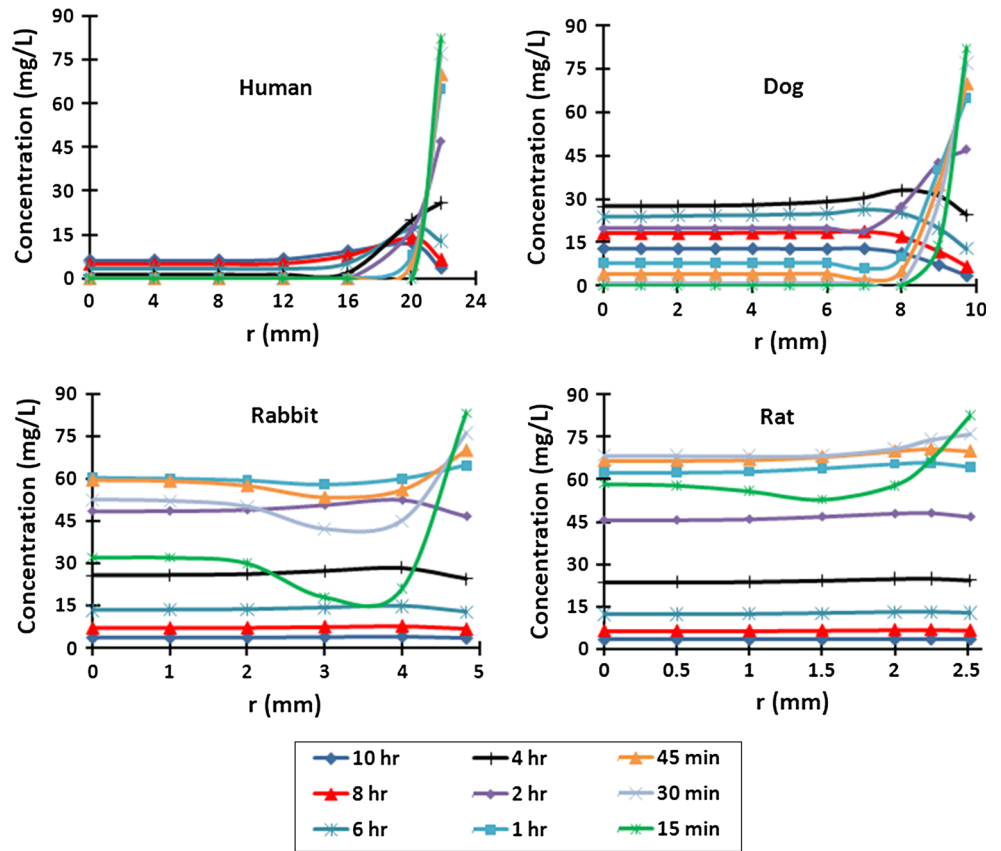 Human
Concentration (mg/L)
90
75
60
45
30
15
0
0 4 8 12 16 20 24
r (mm)
Dog
Concentration (mg/L)
90
75
60
45
30
15
0
0 2 4 6 8 10
r (mm)
Rabbit
Concentration (mg/L)
90
75
60
45
30
15
0
0 1 2 3 4 5
r (mm)
Rat
Concentration (mg/L)
90
75
60
45
30
15
0
0 0.5 1 1.5 2 2.5
r (mm)
10 hr 4 hr 45 min
8 hr 2 hr 30 min
6 hr 1 hr 15 min